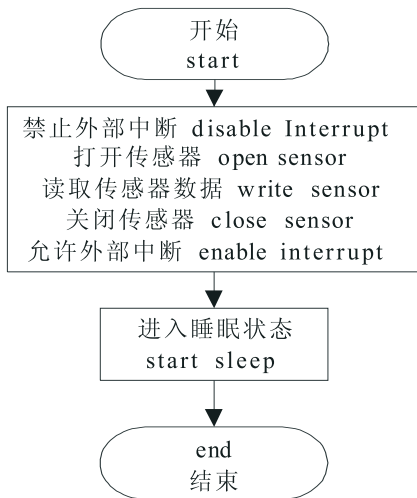 开始
start
禁止外部中断 disable Interrupt
打开传感器 open sensor
读取传感器数据 write sensor
关闭传感器 close sensor
允许外部中断 enable interrupt
进入睡眠状态
start sleep
end
结束